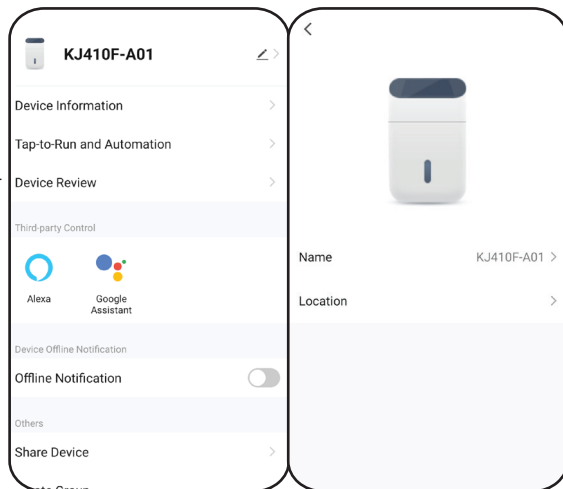 KJ410F-A01
Device Information
Tap-to-Run and Automation
Device Review
Third-party Control
Alexa
Google
Assistant
Device Offline Notification
Offline Notification
Others
Share Device
Name KJ410F-A01
Location